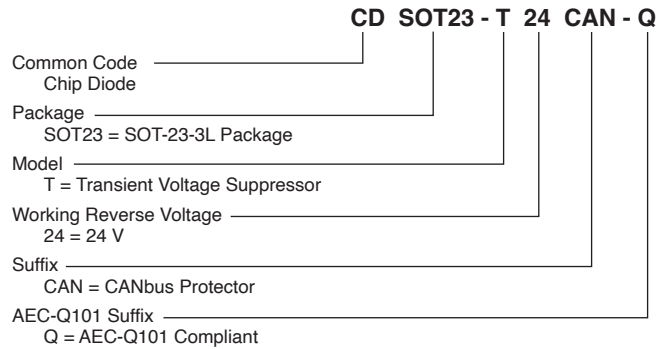 CD SOT23 - T 24 CAN - Q
Common Code
Chip Diode
Package
SOT23 = SOT-23-3L Package
Model
T = Transient Voltage Suppressor
Working Reverse Voltage
24 = 24 V
Suffix
CAN = CANbus Protector
AEC-Q101 Suffix
Q = AEC-Q101 Compliant